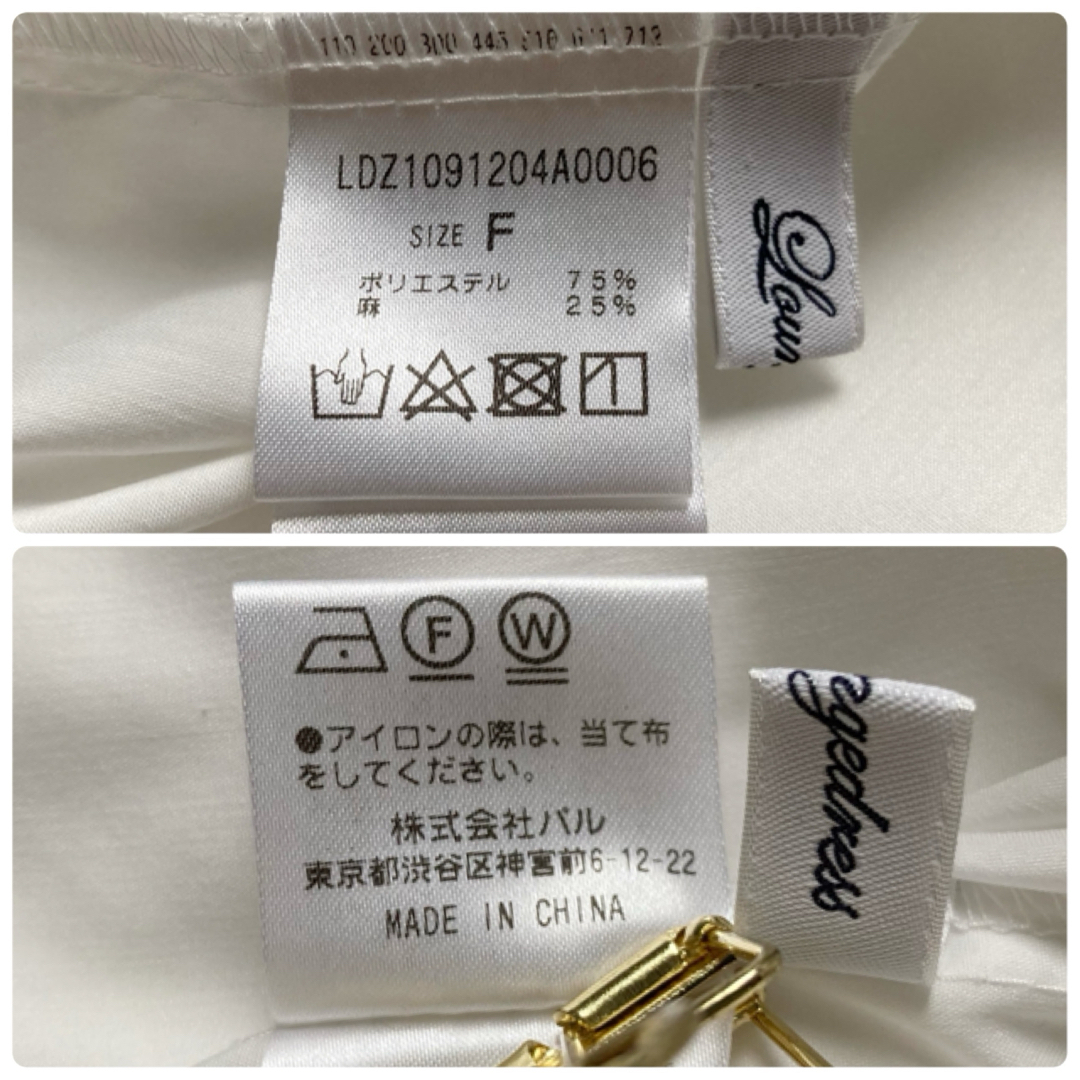 LDZ1091204A0006
SIZE F
ポリエステル 75%
麻 25%
Loun
F
W
●アイロンの際は、当て布
をしてください。
株式会社パル
東京都渋谷区神宮前6-12-22
MADE IN CHINA
egedress